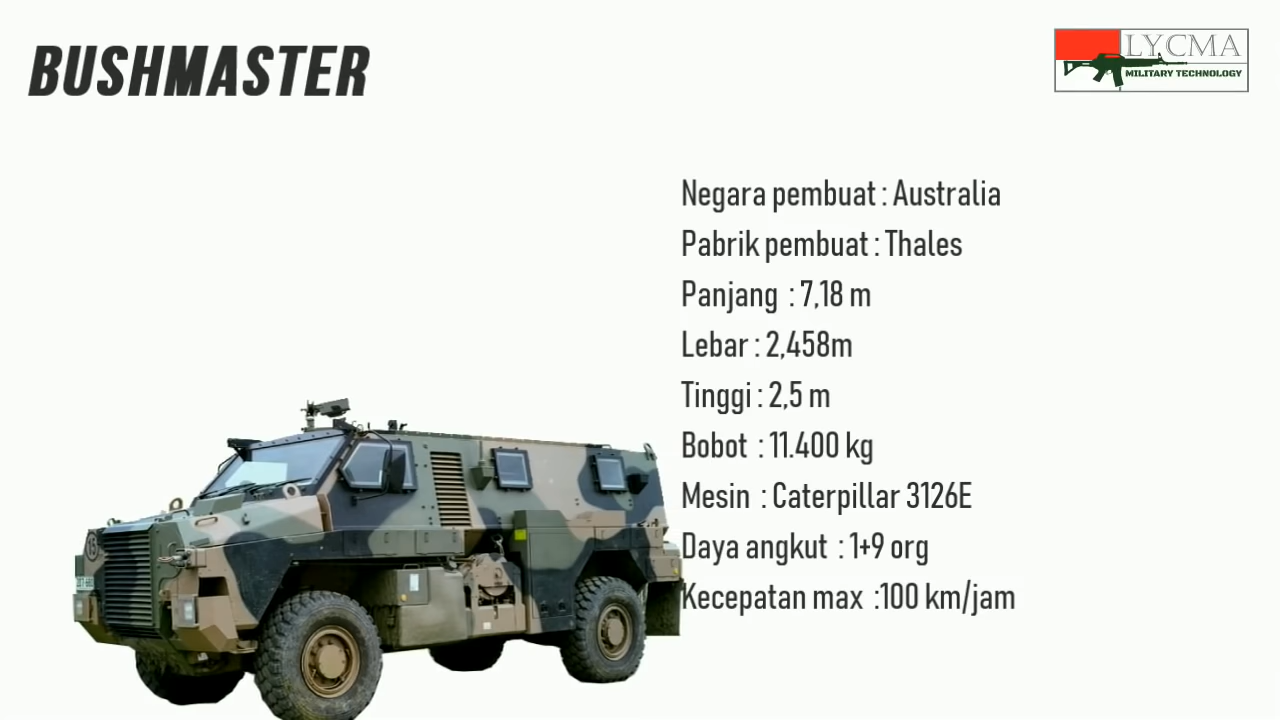 BUSHMASTER
LYCMA
MILITARY TECHNOLOGY
Negara pembuat : Australia
Pabrik pembuat : Thales
Panjang : 7,18 m
Lebar : 2,458m
Tinggi : 2,5 m
Bobot : 11.400 kg
Mesin : Caterpillar 3126E
Daya angkut : 1+9 org
Kecepatan max :100 km/jam
15